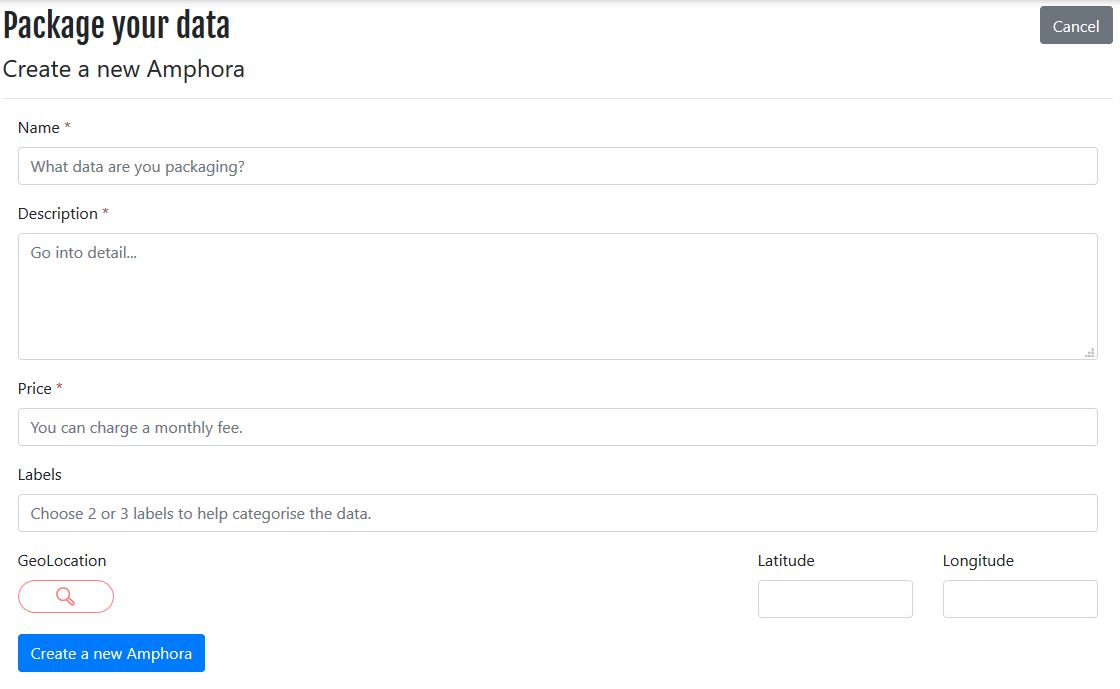 Package your data
Cancel
Create a new Amphora
Name *
What data are you packaging?
Description *
Go into detail...
Price *
You can charge a monthly fee.
Labels
Choose 2 or 3 labels to help categorise the data.
GeoLocation
Latitude
Longitude
Create a new Amphora